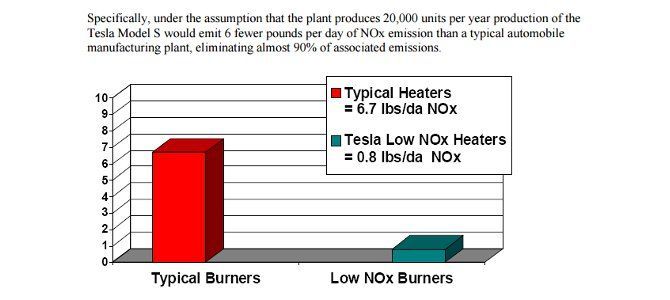 Specifically, under the assumption that the plant produces 20,000 units per year production of the
Tesla Model S would emit 6 fewer pounds per day of NOx emission than a typical automobile
manufacturing plant, eliminating almost 90% of associated emissions.
Typical Heaters
= 6.7 lbs/da NOx
Tesla Low NOx Heaters
= 0.8 lbs/da NOx
10
9
8
7
6
5
4
3
2
1
0
Typical Burners
Low NOx Burners